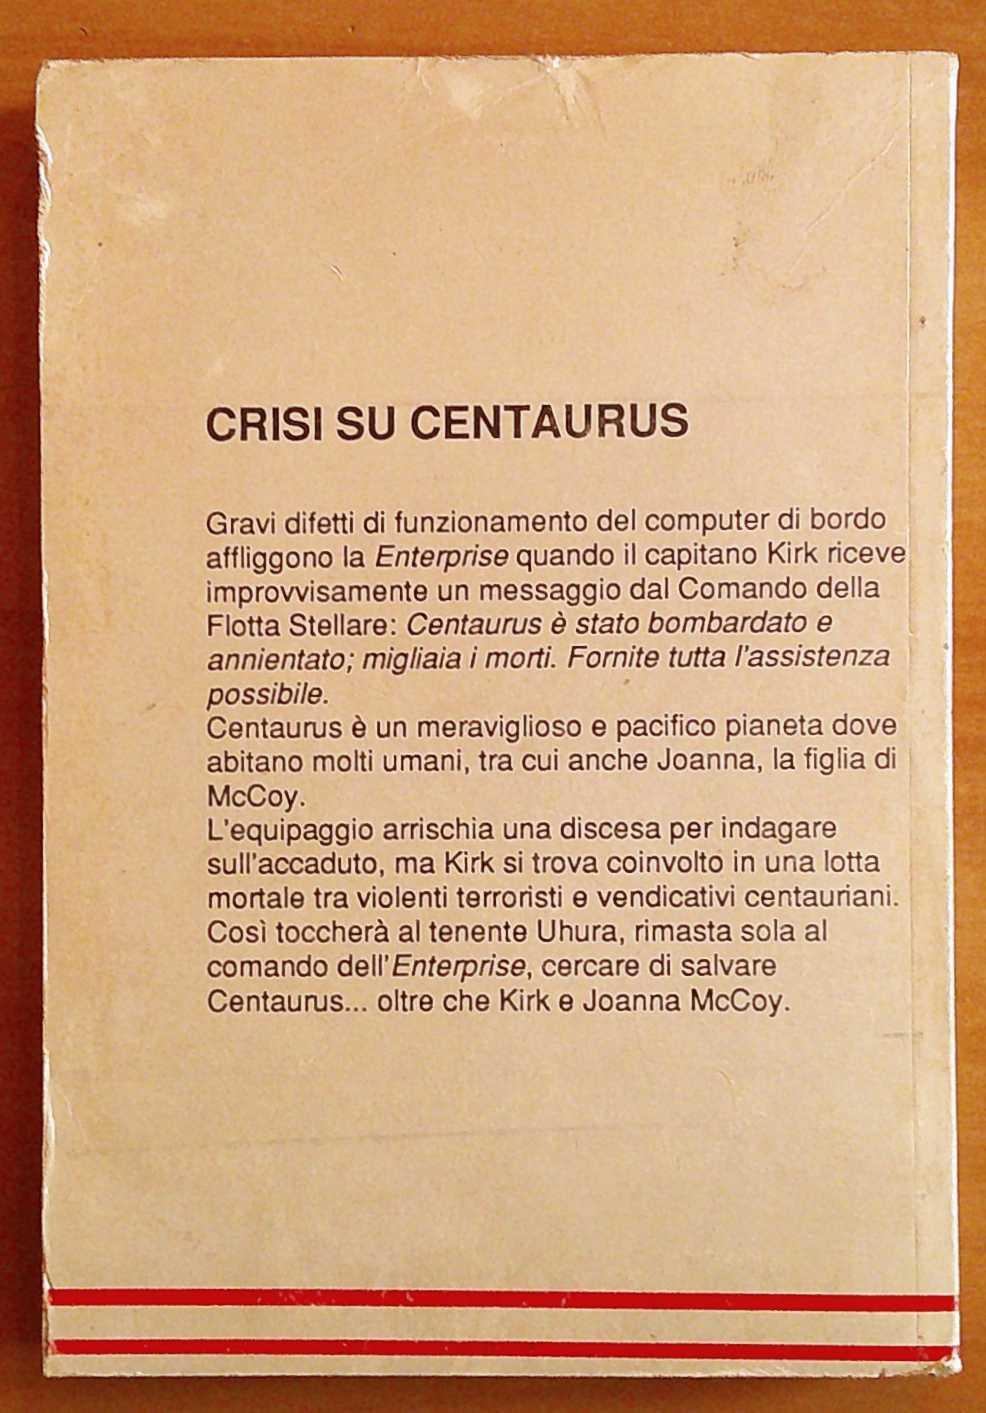 CRISI SU CENTAURUS
Gravi difetti di funzionamento del computer di bordo
affliggono la Enterprise quando il capitano Kirk riceve
improvvisamente un messaggio dal Comando della
Flotta Stellare: Centaurus è stato bombardato e
annientato; migliaia i morti. Fornite tutta l'assistenza
possibile.
Centaurus è un meraviglioso e pacifico pianeta dove
abitano molti umani, tra cui anche Joanna, la figlia di
McCoy.
L'equipaggio arrischia una discesa per indagare
sull'accaduto, ma Kirk si trova coinvolto in una lotta
mortale tra violenti terroristi e vendicativi centauriani.
Così toccherà al tenente Uhura, rimasta sola al
comando dell'Enterprise, cercare di salvare
Centaurus... oltre che Kirk e Joanna McCoy.